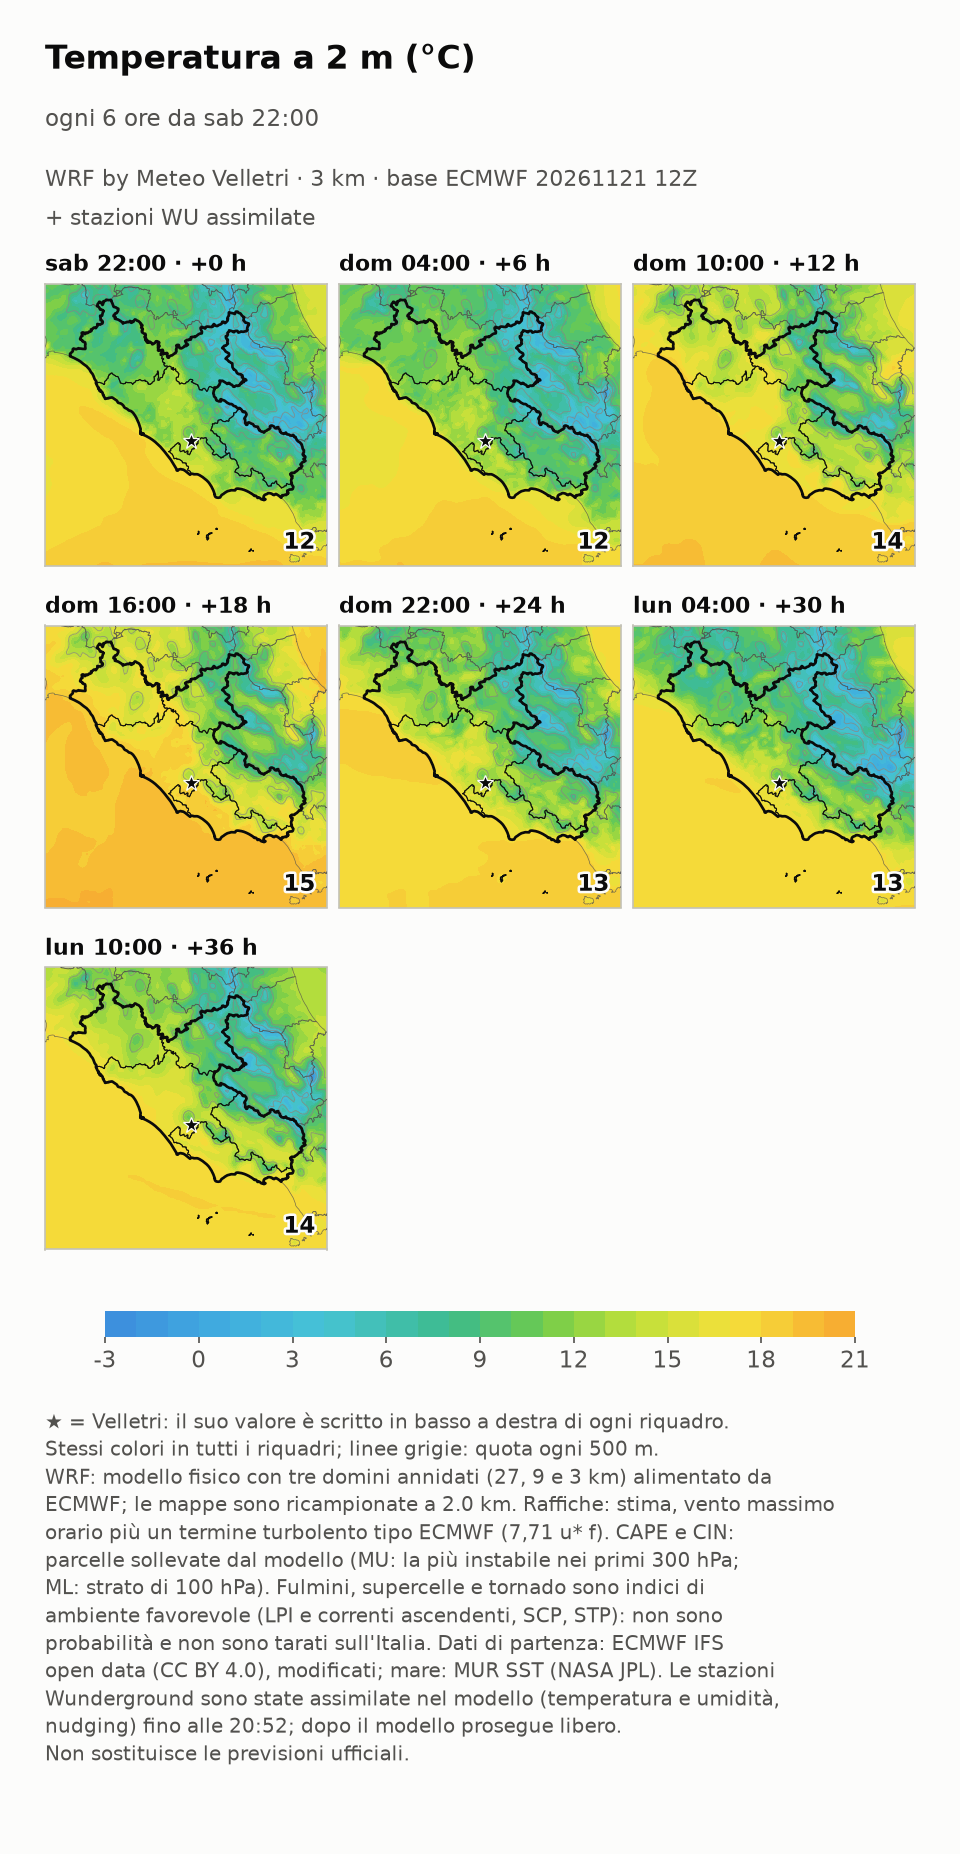 Temperatura a 2 m (°C)
ogni 6 ore da sab 22:00
WRF by Meteo Velletri · 3 km · base ECMWF 20261121 12Z
+ stazioni WU assimilate
sab 22:00 · +0 h
dom 04:00 · +6 h
dom 10:00 · +12 h
12
12
14
dom 16:00 · +18 h
dom 22:00 · +24 h
lun 04:00 · +30 h
15
13
13
lun 10:00 · +36 h
14
-3 0 3 6 9 12 15 18 21
★ = Velletri: il suo valore è scritto in basso a destra di ogni riquadro.
Stessi colori in tutti i riquadri; linee grigie: quota ogni 500 m.
WRF: modello fisico con tre domini annidati (27, 9 e 3 km) alimentato da
ECMWF; le mappe sono ricampionate a 2.0 km. Raffiche: stima, vento massimo
orario più un termine turbolento tipo ECMWF (7,71 u* f). CAPE e CIN:
parcelle sollevate dal modello (MU: la più instabile nei primi 300 hPa;
ML: strato di 100 hPa). Fulmini, supercelle e tornado sono indici di
ambiente favorevole (LPI e correnti ascendenti, SCP, STP): non sono
probabilità e non sono tarati sull'Italia. Dati di partenza: ECMWF IFS
open data (CC BY 4.0), modificati; mare: MUR SST (NASA JPL). Le stazioni
Wunderground sono state assimilate nel modello (temperatura e umidità,
nudging) fino alle 20:52; dopo il modello prosegue libero.
Non sostituisce le previsioni ufficiali.